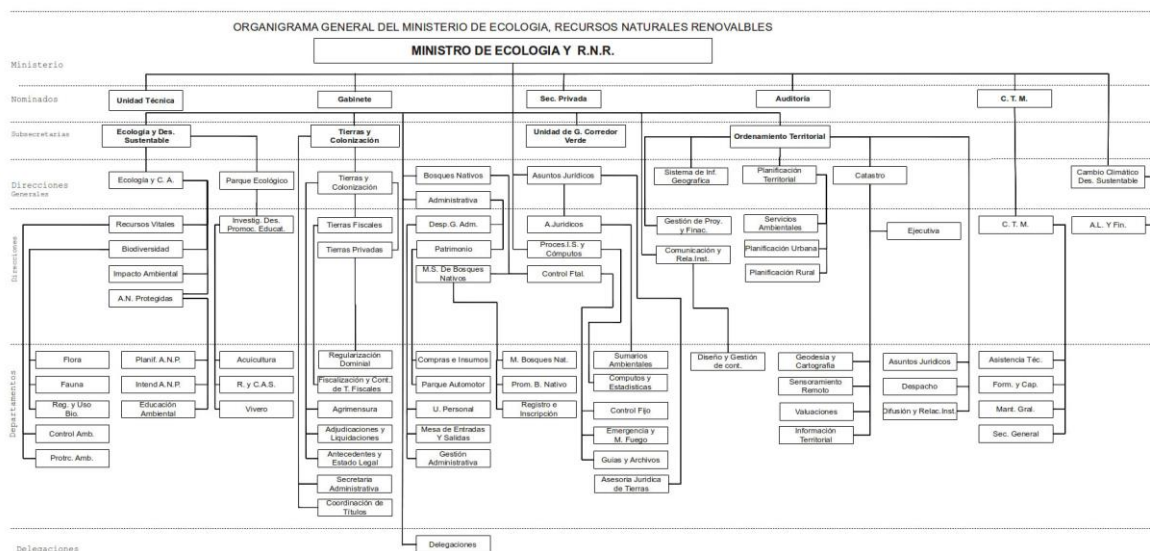 ORGANIGRAMA GENERAL DEL MINISTERIO DE ECOLOGIA, RECURSOS NATURALES RENOVALBLES
MINISTRO DE ECOLOGIA Y R.N.R.
Ministerio
Nominados
Unidad Técnica
Gabinete
Sec. Privada
Auditoria
C. T. M.
Subsecretarias
Ecología y Des.
Sustentable
Tierras y
Colonización
Unidad de G. Corredor
Verde
Ordenamiento Territorial
Direcciones
Generales
Ecología y C. A.
Parque Ecológico
Tierras y
Colonización
Bosques Nativos
Administrativa
Asuntos Jurídicos
Sistema de Inf.
Geografica
Planificación
Territorial
Catastro
Cambio Climático
Des. Sustentable
Direcciones
Recursos Vitales
Biodiversidad
Impacto Ambiental
A.N. Protegidas
Investig. Des.
Promoc. Educat.
Tierras Fiscales
Tierras Privadas
Desp.G. Adm.
Patrimonio
M.S. De Bosques
Nativos
A.Juridicos
Proces.I.S. y
Cómputos
Control Ftal.
Gestión de Proy.
y Finac.
Comunicación y
Rela.Inst.
Servicios
Ambientales
Planificación Urbana
Planificación Rural
Ejecutiva
C. T. M.
A.L. Y Fin.
Departamentos
Flora
Fauna
Reg. y Uso
Bio.
Control Amb.
Protrc. Amb.
Planif. A.N.P.
Intend A.N.P.
Educación
Ambiental
Acuicultura
R. y C.A.S.
Vivero
Regularización
Dominial
Fiscalización y Cont.
de T. Fiscales
Agrimensura
Adjudicaciones y
Liquidaciones
Antecedentes y
Estado Legal
Secretaria
Administrativa
Coordinación de
Títulos
Compras e Insumos
Parque Automotor
U. Personal
Mesa de Entradas
Y Salidas
Gestión
Administrativa
M. Bosques Nat.
Prom. B. Nativo
Registro e
Inscripción
Sumarios
Ambientales
Computos y
Estadísticas
Control Fijo
Emergencia y
M. Fuego
Guias y Archivos
Asesoría Juridica
de Tierras
Diseño y Gestión
de cont.
Geodesia y
Cartografia
Sensoramiento
Remoto
Valuaciones
Información
Territorial
Asuntos Juridicos
Despacho
Difusión y Relac.Inst.
Asistencia Téc.
Form. y Cap.
Mant. Gral.
Sec. General
Delegaciones
Delegaciones